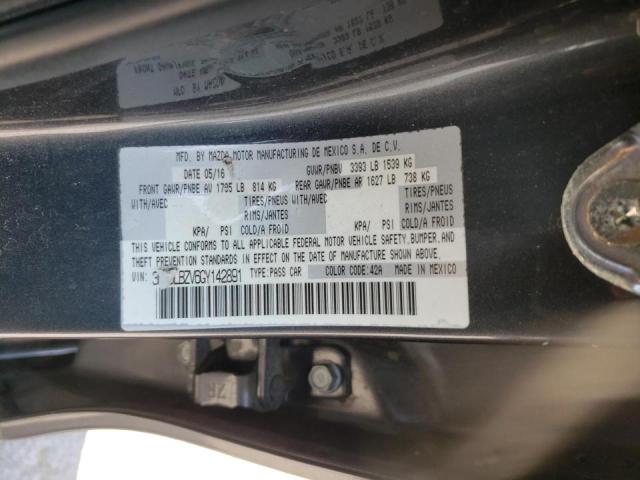 MFD. BY MAZDA MOTOR MANUFACTURING DE MEXICO S.A. DE C.V.
DATE 05/16 GVWR/PNBV 3393 LB 1539 KG
FRONT GAWR/PNBE AV 1795 LB 814 KG REAR GAWR/PNBE AR 1627 LB 738 KG
WITH/AVEC TIRES/PNEUS WITH/AVEC TIRES/PNEUS
RIMS/JANTES RIMS/JANTES
KPA/ PSI COLD/A FROID KPA/ PSI COLD/A FROID
THIS VEHICLE CONFORMS TO ALL APPLICABLE FEDERAL MOTOR VEHICLE SAFETY, BUMPER, AND
THEFT PREVENTION STANDARDS IN EFFECT ON THE DATE OF MANUFACTURE SHOWN ABOVE.
VIN: LBZV6GY142891 TYPE:PASS CAR COLOR CODE:42A MADE IN MEXICO